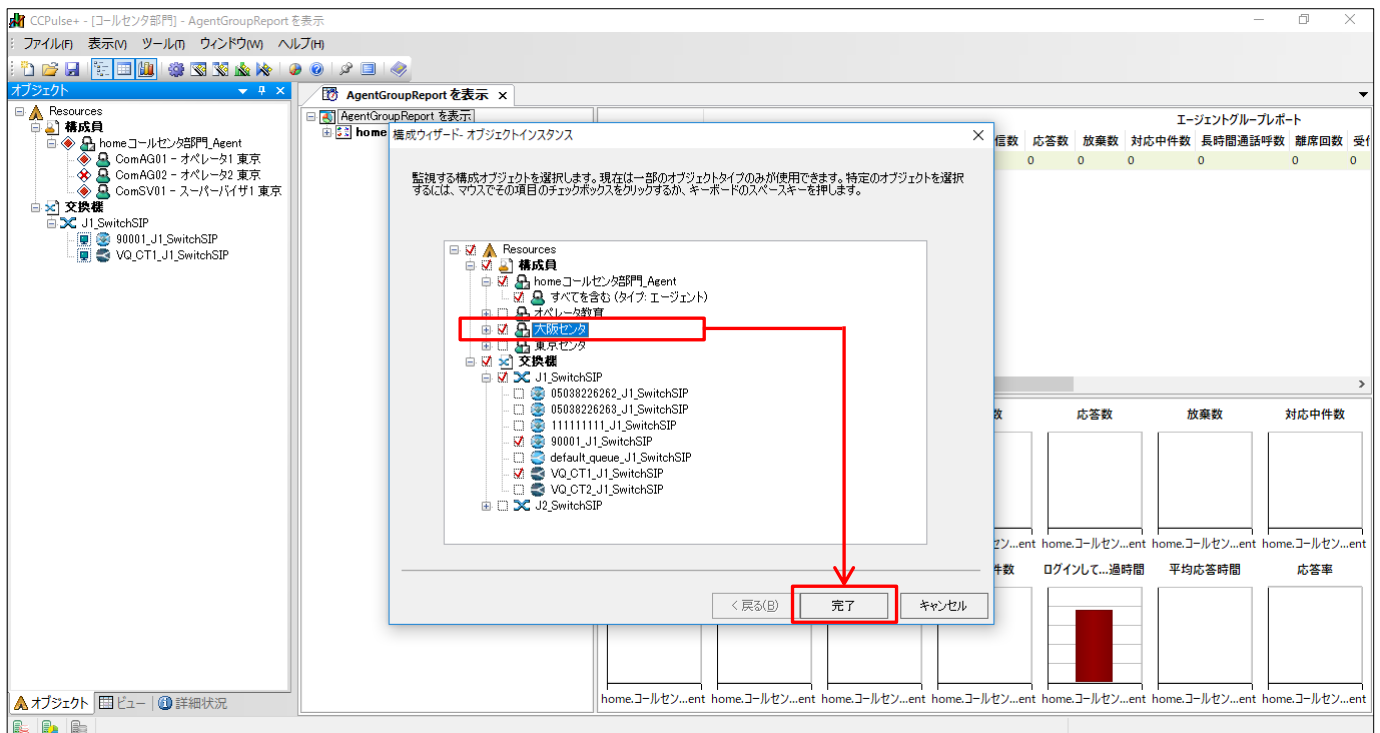 CCPulse+ - [コールセンタ部門] - AgentGroupReport を表示
ファイル(F) 表示(V) ツール(T) ウィンドウ(W) ヘルプ(H)
オブジェクト
AgentGroupReport を表示
Resources
構成員
homeコールセンタ部門_Agent
ComAG01 - オペレータ1 東京
ComAG02 - オペレータ2 東京
ComSV01 - スーパーバイザ1 東京
交換機
J1_SwitchSIP
90001_J1_SwitchSIP
VQ_CT1_J1_SwitchSIP
AgentGroupReport を表示
home
エージェントグループレポート
信数 応答数 放棄数 対応中件数 長時間通話呼数 離席回数 受付
0 0 0 0 0 0
構成ウィザード- オブジェクトインスタンス
監視する構成オブジェクトを選択します。現在は一部のオブジェクトタイプのみが使用できます。特定のオブジェクトを選択
するには、マウスでその項目のチェックボックスをクリックするか、キーボードのスペースキーを押します。
Resources
構成員
homeコールセンタ部門_Agent
すべてを含む (タイプ: エージェント)
オペレータ教育
大阪センタ
東京センタ
交換機
J1_SwitchSIP
05038226262_J1_SwitchSIP
05038226263_J1_SwitchSIP
111111111_J1_SwitchSIP
90001_J1_SwitchSIP
default_queue_J1_SwitchSIP
VQ_CT1_J1_SwitchSIP
VQ_CT2_J1_SwitchSIP
J2_SwitchSIP
< 戻る(B) 完了 キャンセル
数 応答数 放棄数 対応中件数
セン...ent home.コールセン...ent home.コールセン...ent home.コールセン...ent
件数 ログインして...過時間 平均応答時間 応答率
home.コールセン...ent home.コールセン...ent home.コールセン...ent home.コールセン...ent home.コールセン...ent home.コールセン...ent home.コールセン...ent
オブジェクト ビュー 詳細状況